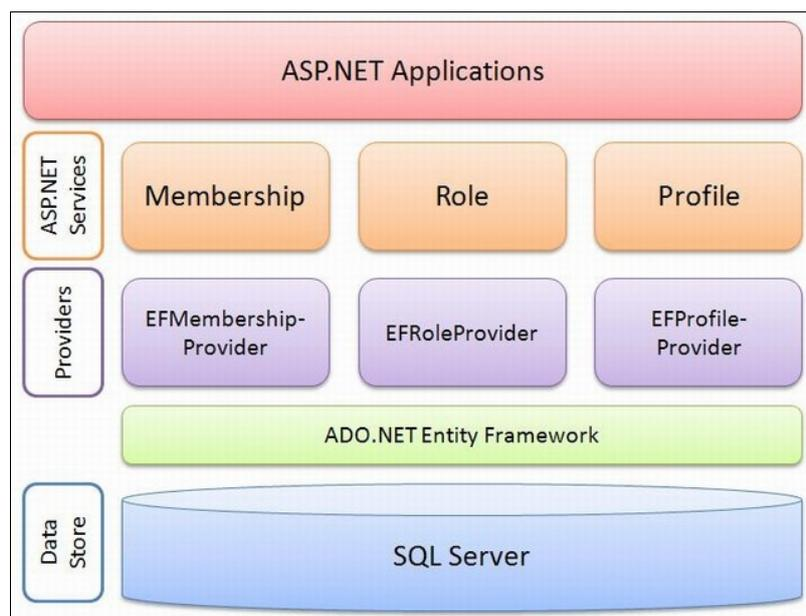 ASP.NET Applications
ASP.NET
Services
Membership
Role
Profile
Providers
EFMembership-
Provider
EFRoleProvider
EFProfile-
Provider
ADO.NET Entity Framework
Data
Store
SQL Server